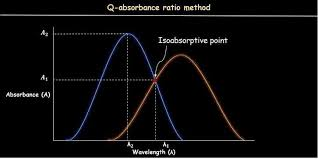 Q-absorbance ratio method
A₂
Isoabsorptive point
A₁
Absorbance (A)
λ₂ λ₁
Wavelength (λ)